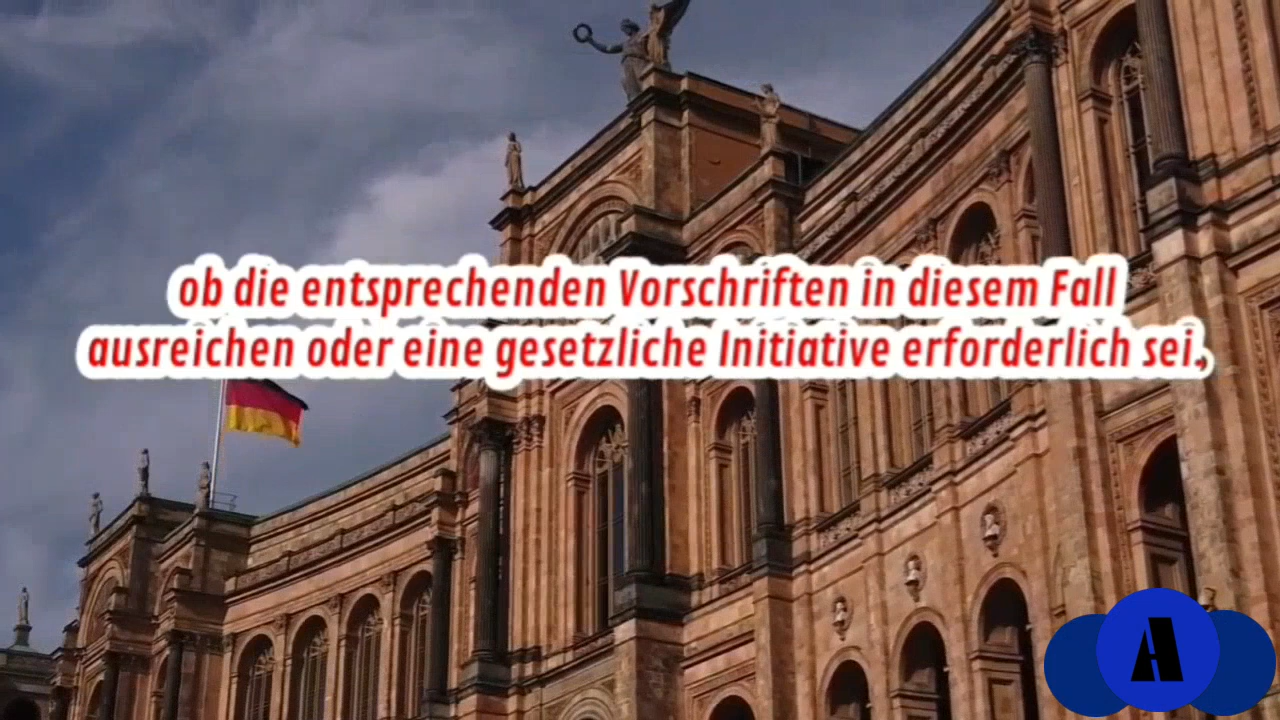 ob die entsprechenden Vorschriften in diesem Fall
ausreichen oder eine gesetzliche Initiative erforderlich sei.,
A